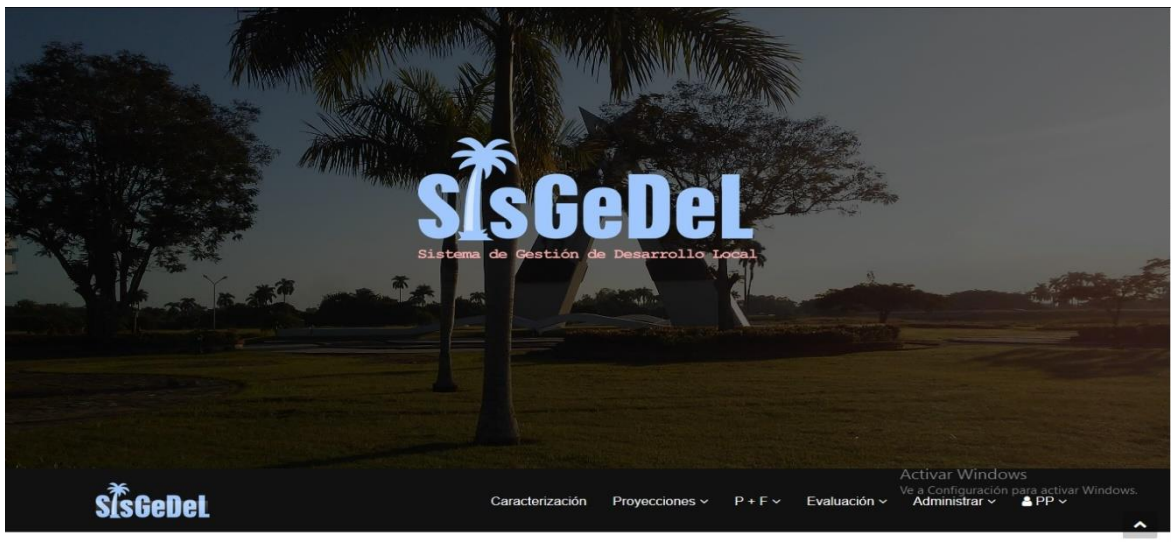 SIsGeDeL
Sistema de Gestión de Desarrollo Local
SIsGeDeL
Caracterización Proyecciones P + F Evaluación Administrar PP
Activar Windows
Ve a Configuración para activar Windows.